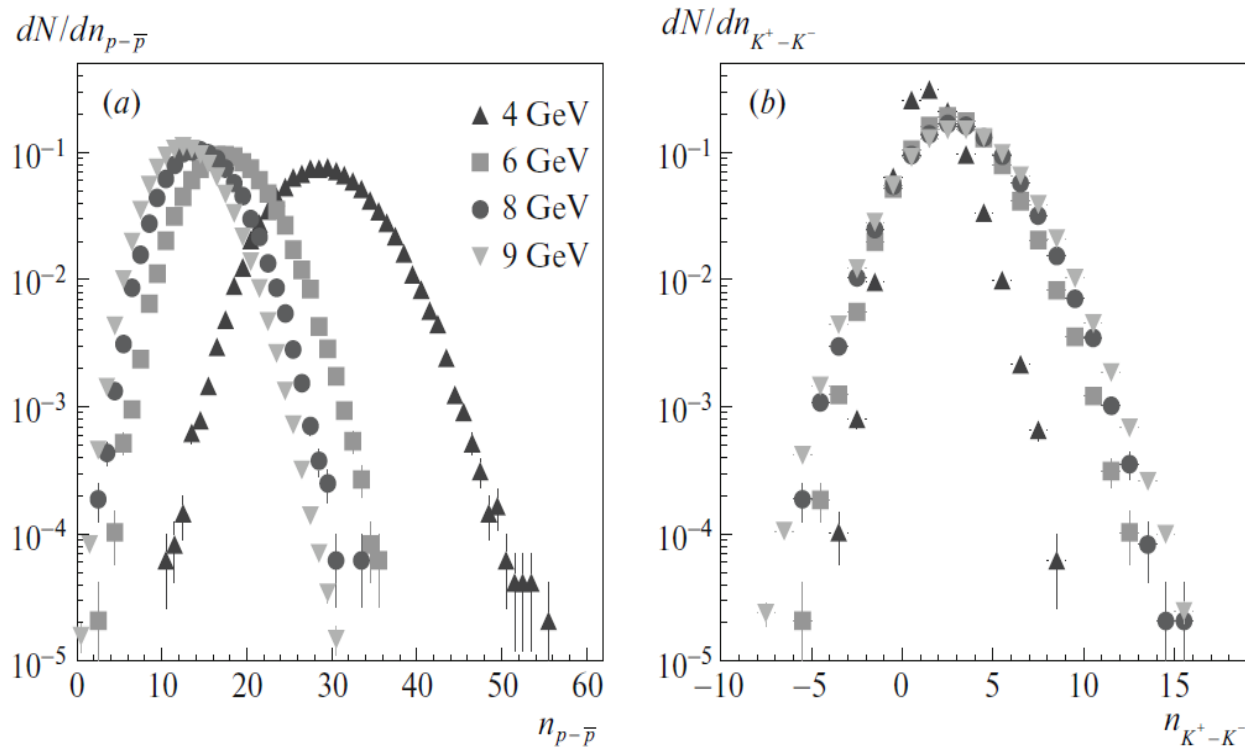 dN/dn_{p−p̅}
(a)
4 GeV
6 GeV
8 GeV
9 GeV
10^{−1}
10^{−2}
10^{−3}
10^{−4}
10^{−5}
0 10 20 30 40 50 60
n_{p−p̅}
dN/dn_{K⁺−K⁻}
(b)
10^{−1}
10^{−2}
10^{−3}
10^{−4}
10^{−5}
−10 −5 0 5 10 15
n_{K⁺−K⁻}